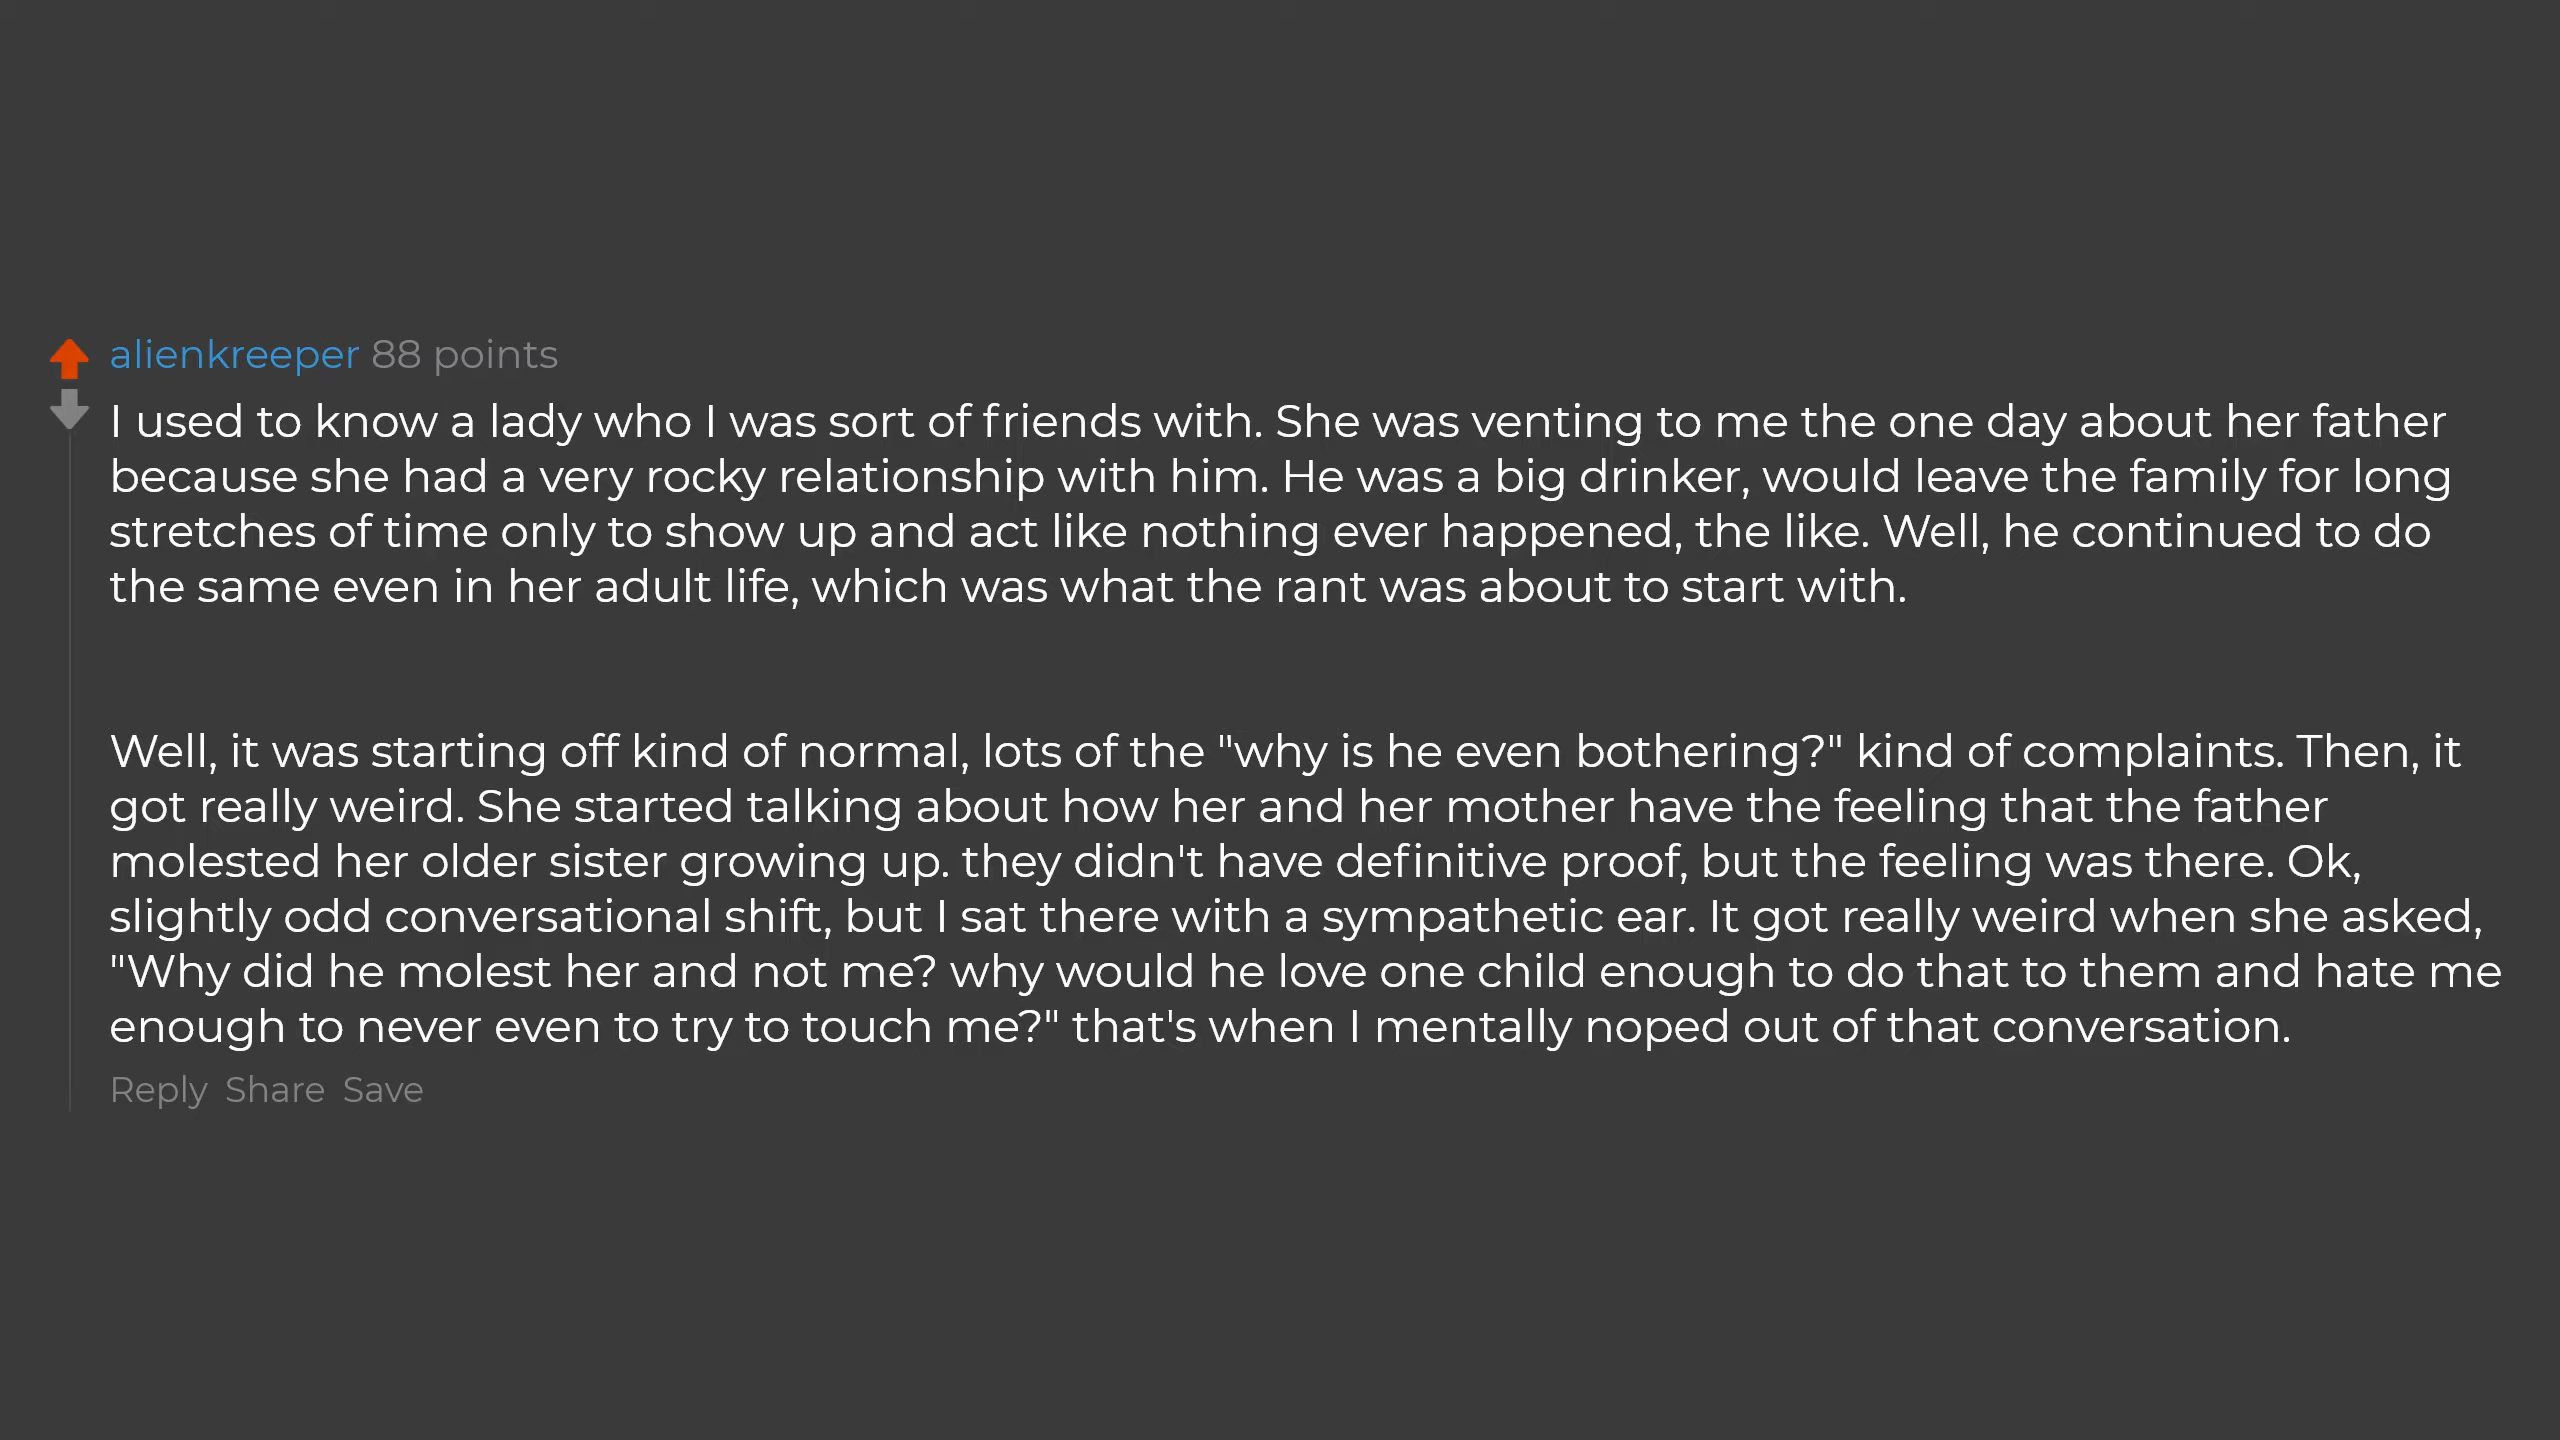 alienkreeper 88 points
I used to know a lady who I was sort of friends with. She was venting to me the one day about her father
because she had a very rocky relationship with him. He was a big drinker, would leave the family for long
stretches of time only to show up and act like nothing ever happened, the like. Well, he continued to do
the same even in her adult life, which was what the rant was about to start with.
Well, it was starting off kind of normal, lots of the "why is he even bothering?" kind of complaints. Then, it
got really weird. She started talking about how her and her mother have the feeling that the father
molested her older sister growing up. they didn't have definitive proof, but the feeling was there. Ok,
slightly odd conversational shift, but I sat there with a sympathetic ear. It got really weird when she asked,
"Why did he molest her and not me? why would he love one child enough to do that to them and hate me
enough to never even to try to touch me?" that's when I mentally noped out of that conversation.
Reply Share Save